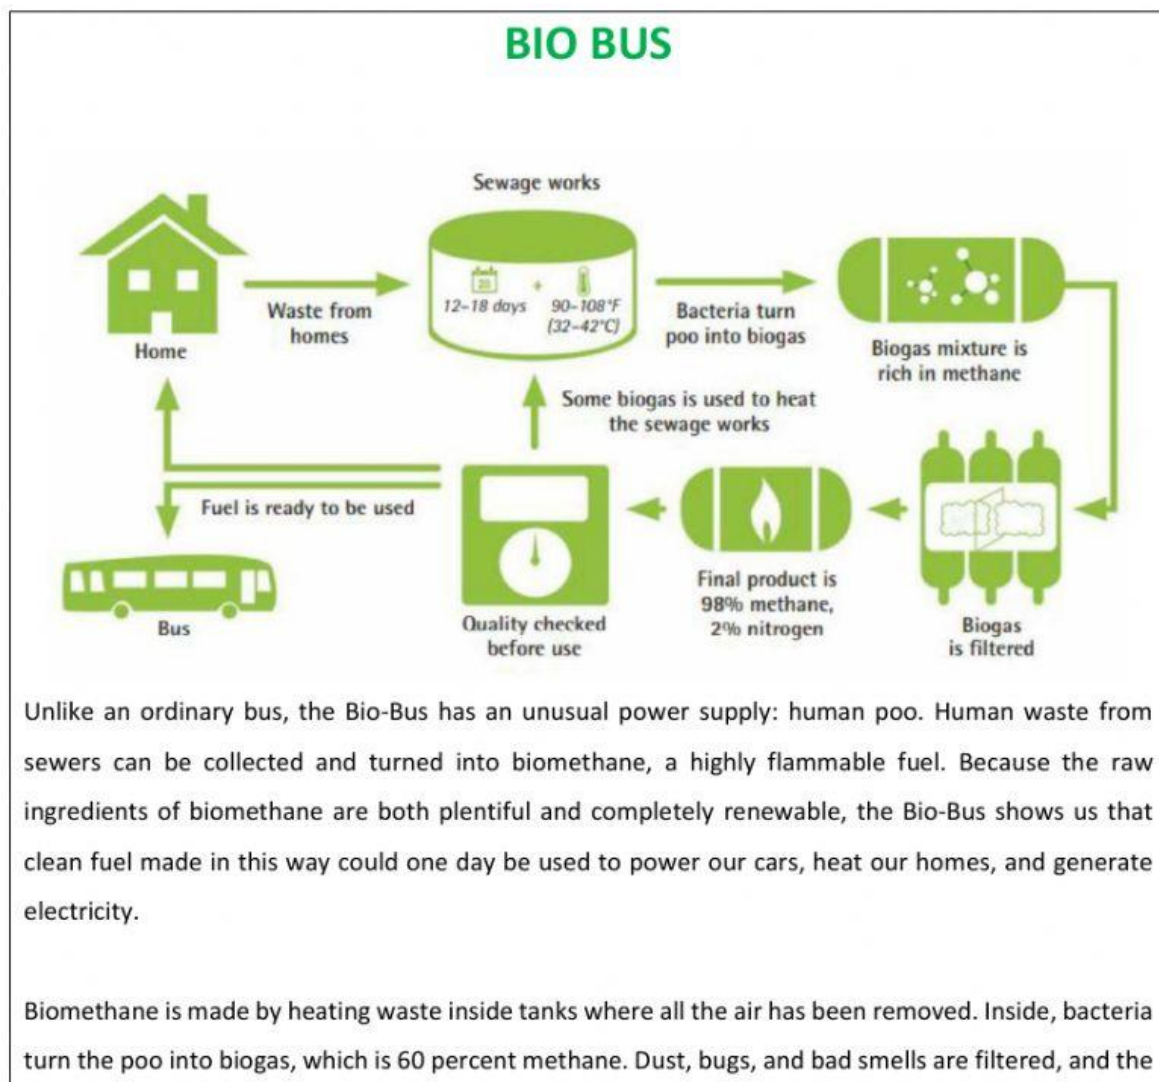 BIO BUS
Sewage works
20
12–18 days
+
90–108°F
(32–42°C)
Waste from
homes
Home
Bacteria turn
poo into biogas
Biogas mixture is
rich in methane
Some biogas is used to heat
the sewage works
Fuel is ready to be used
Bus
Quality checked
before use
Final product is
98% methane,
2% nitrogen
Biogas
is filtered
Unlike an ordinary bus, the Bio-Bus has an unusual power supply: human poo. Human waste from
sewers can be collected and turned into biomethane, a highly flammable fuel. Because the raw
ingredients of biomethane are both plentiful and completely renewable, the Bio-Bus shows us that
clean fuel made in this way could one day be used to power our cars, heat our homes, and generate
electricity.
Biomethane is made by heating waste inside tanks where all the air has been removed. Inside, bacteria
turn the poo into biogas, which is 60 percent methane. Dust, bugs, and bad smells are filtered, and the